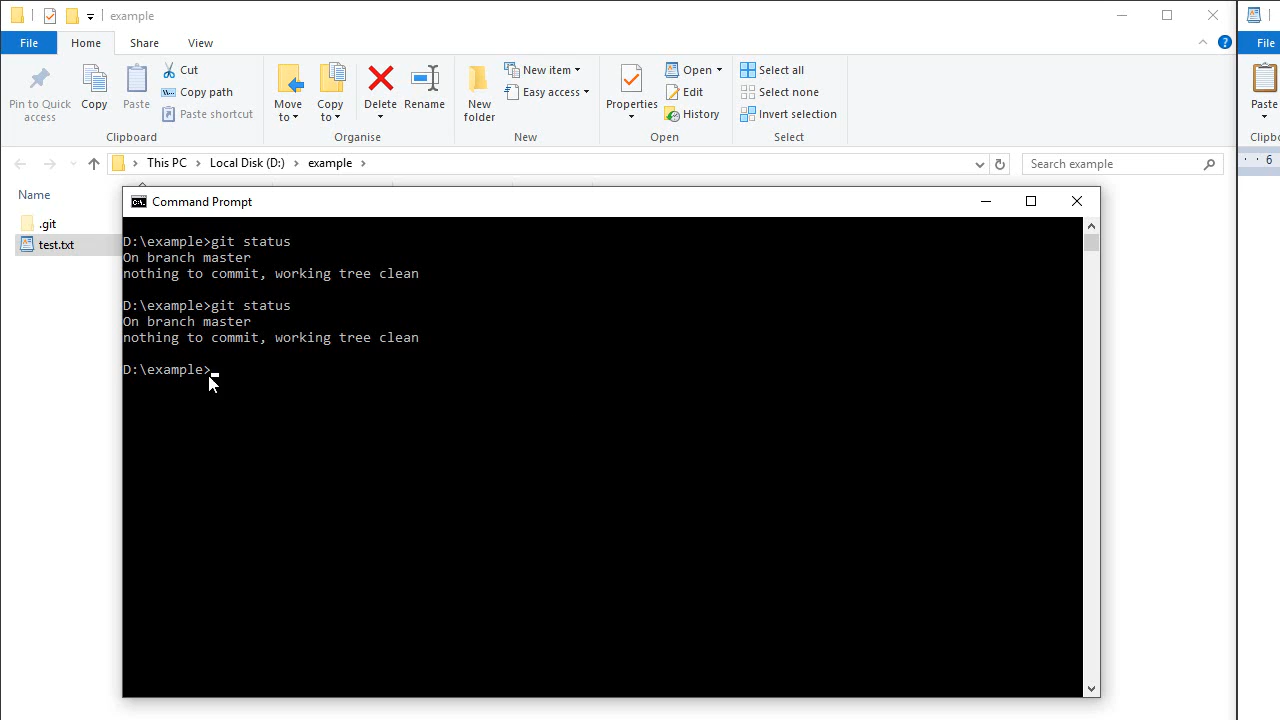 example
File Home Share View
File
Pin to Quick access
Copy
Paste
Cut
Copy path
Paste shortcut
Clipboard
Move to
Copy to
Delete
Rename
Organise
New folder
New item
Easy access
New
Properties
Open
Edit
History
Open
Select all
Select none
Invert selection
Select
Paste
Clipbo
This PC > Local Disk (D:) > example >
Search example
6
Name
.git
test.txt
Command Prompt
D:\example>git status
On branch master
nothing to commit, working tree clean
D:\example>git status
On branch master
nothing to commit, working tree clean
D:\example>